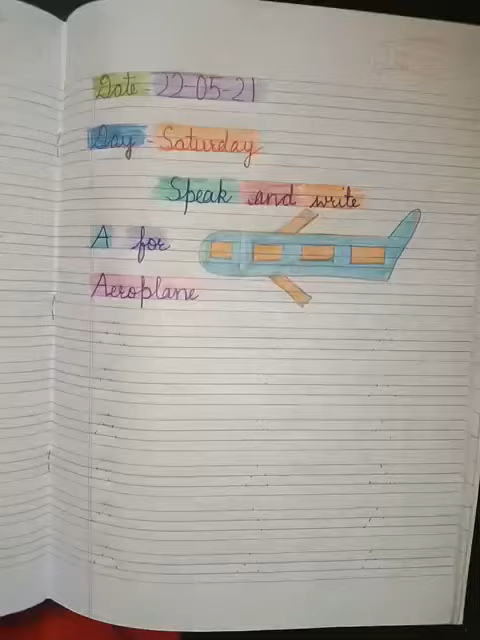 Date - 22-05-21
Day - Saturday
Speak and write
A for
Aeroplane